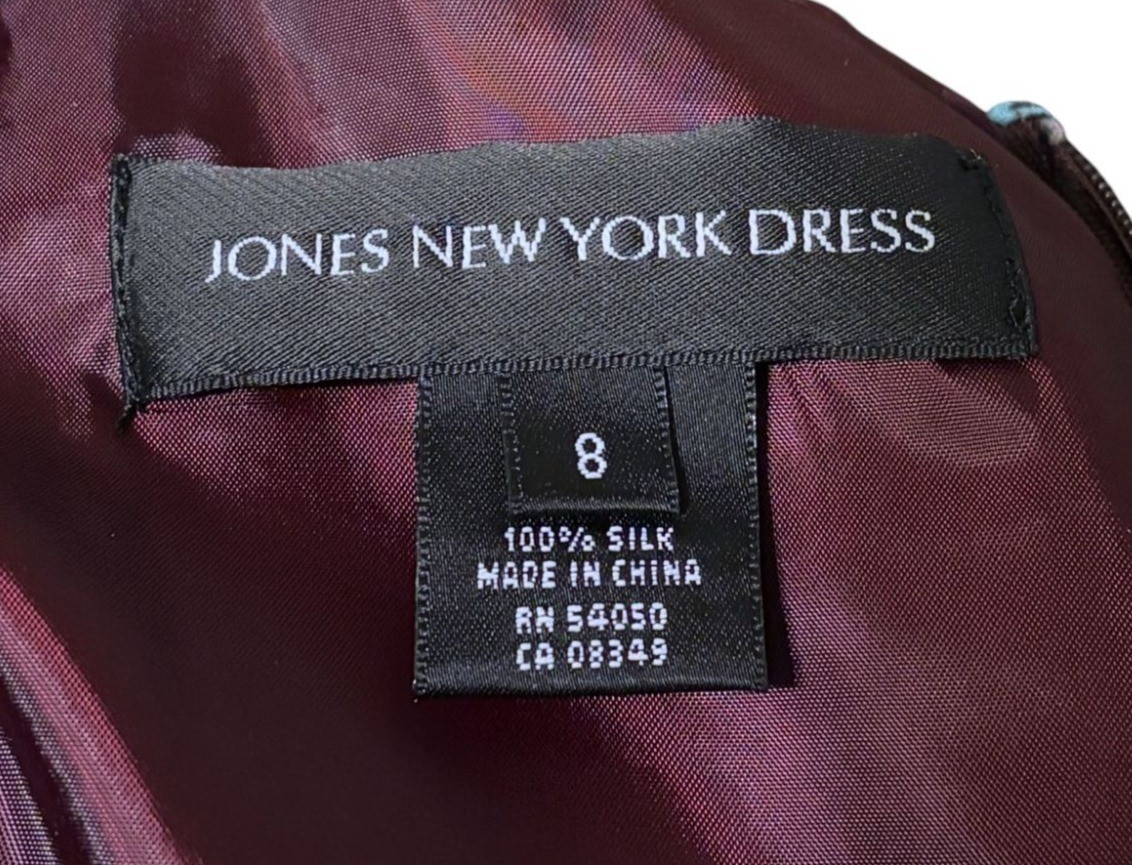 JONES NEW YORK DRESS
8
100% SILK
MADE IN CHINA
RN 54050
CA 08349